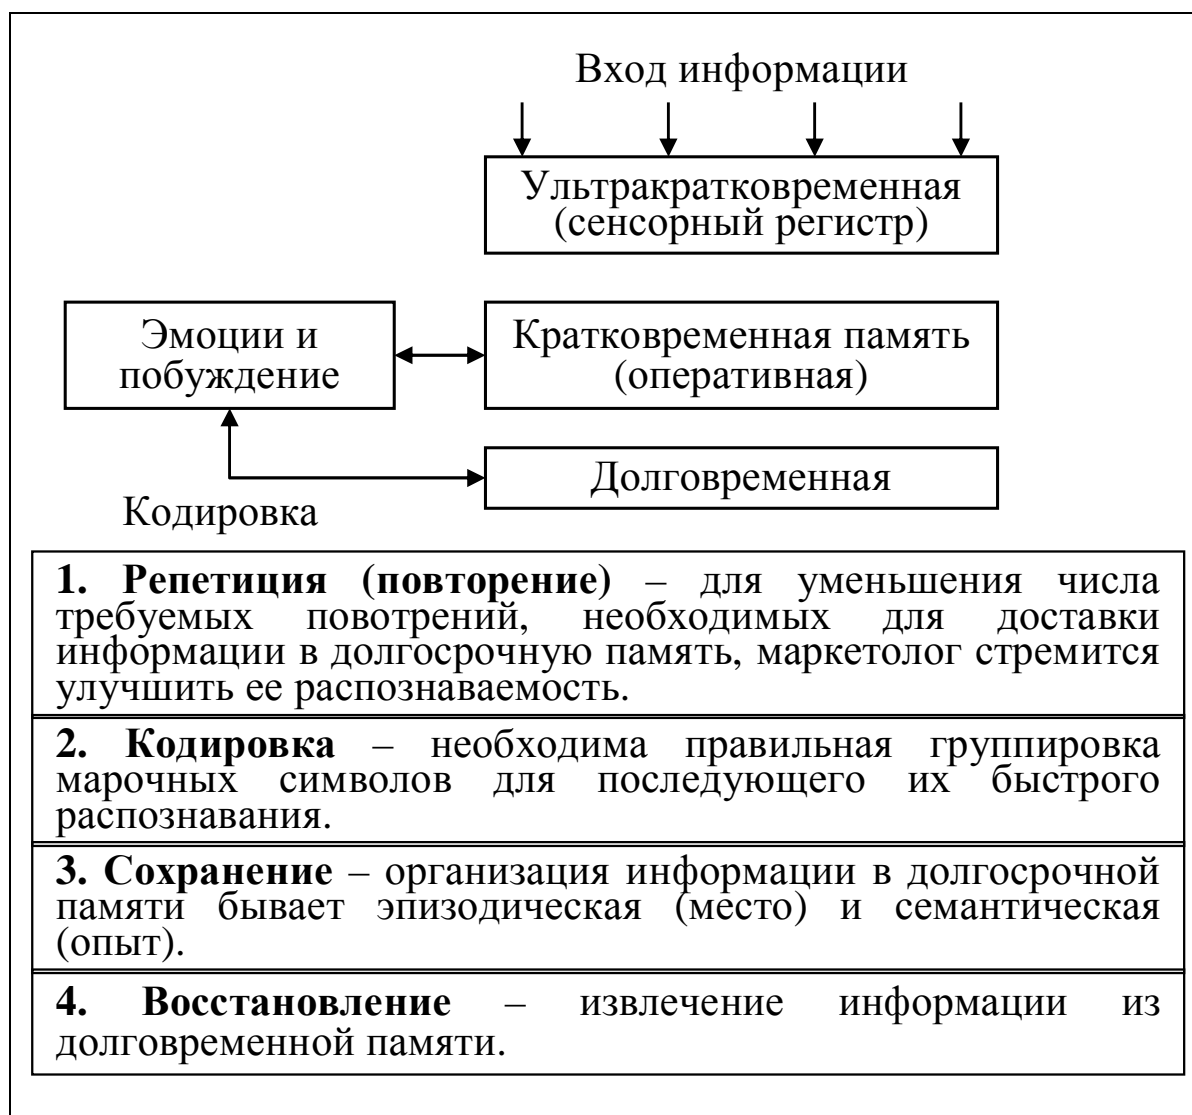 Вход информации
Ультракратковременная
(сенсорный регистр)
Эмоции и
побуждение
Кратковременная память
(оперативная)
Долговременная
Кодировка
1. Репетиция (повторение) – для уменьшения числа
требуемых повотрений, необходимых для доставки
информации в долгосрочную память, маркетолог стремится
улучшить ее распознаваемость.
2. Кодировка – необходима правильная группировка
марочных символов для последующего их быстрого
распознавания.
3. Сохранение – организация информации в долгосрочной
памяти бывает эпизодическая (место) и семантическая
(опыт).
4. Восстановление – извлечение информации из
долговременной памяти.